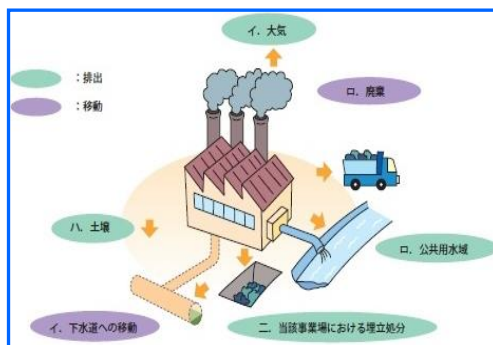 イ．大気
：排出
：移動
ロ．廃棄
ハ．土壌
ロ．公共用水域
イ．下水道への移動
二．当該事業場における埋立処分